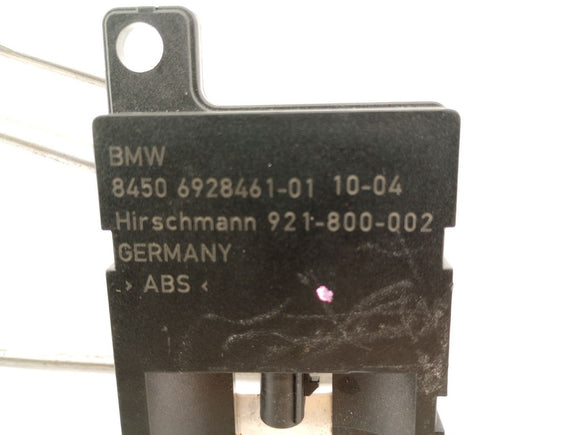 BMW
8450 6928461-01 10-04
Hirschmann 921-800-002
GERMANY
> ABS <